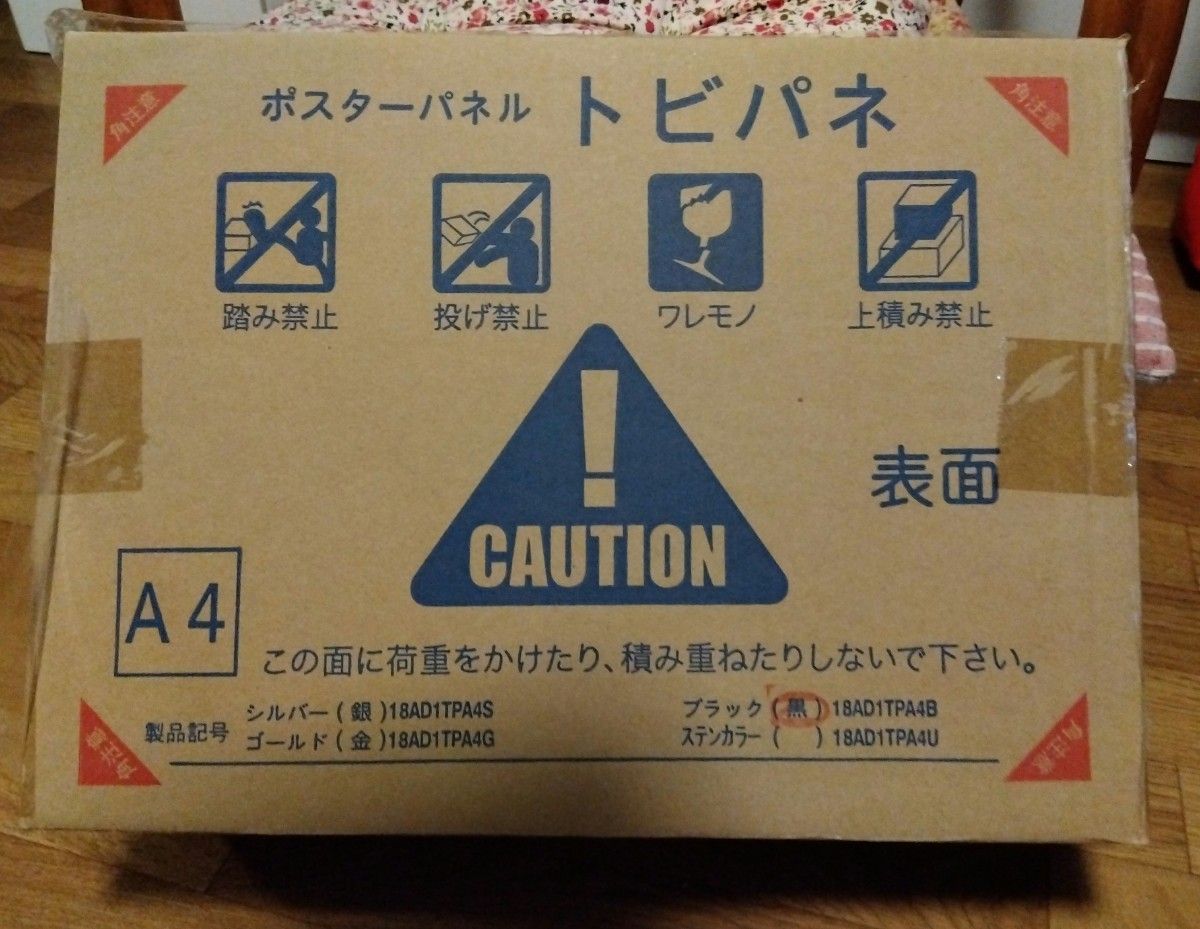 角注意
ポスターパネル トビパネ
角注意
踏み禁止 投げ禁止 ワレモノ 上積み禁止
!
CAUTION
表面
A4
この面に荷重をかけたり、積み重ねたりしないで下さい。
製品記号
シルバー(銀)18AD1TPA4S ブラック(黒)18AD1TPA4B
ゴールド(金)18AD1TPA4G ステンカラー( )18AD1TPA4U
角注意
角注意